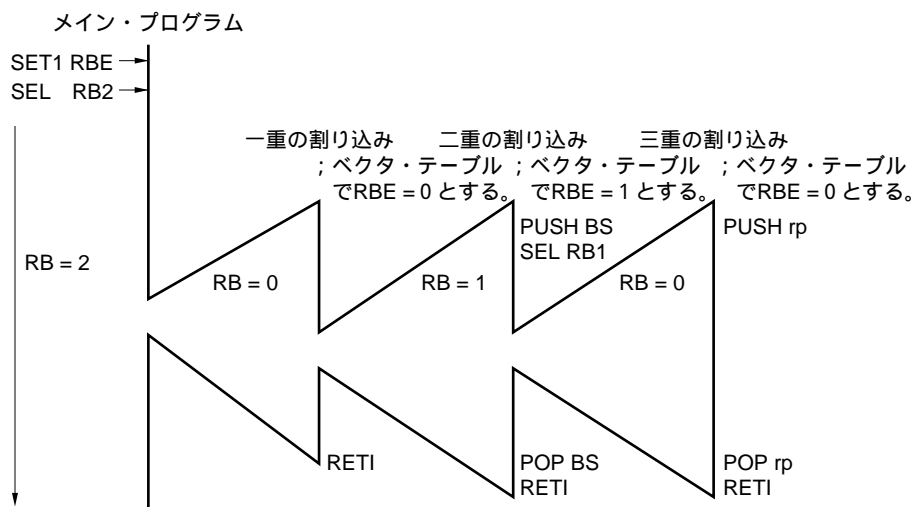 メイン・プログラム
SET1 RBE
SEL RB2
一重の割り込み 二重の割り込み 三重の割り込み
；ベクタ・テーブル ；ベクタ・テーブル ；ベクタ・テーブル
でRBE = 0 とする。 でRBE = 1 とする。 でRBE = 0 とする。
PUSH BS PUSH rp
SEL RB1
RB = 2 RB = 0 RB = 1 RB = 0
RETI POP BS POP rp
RETI RETI